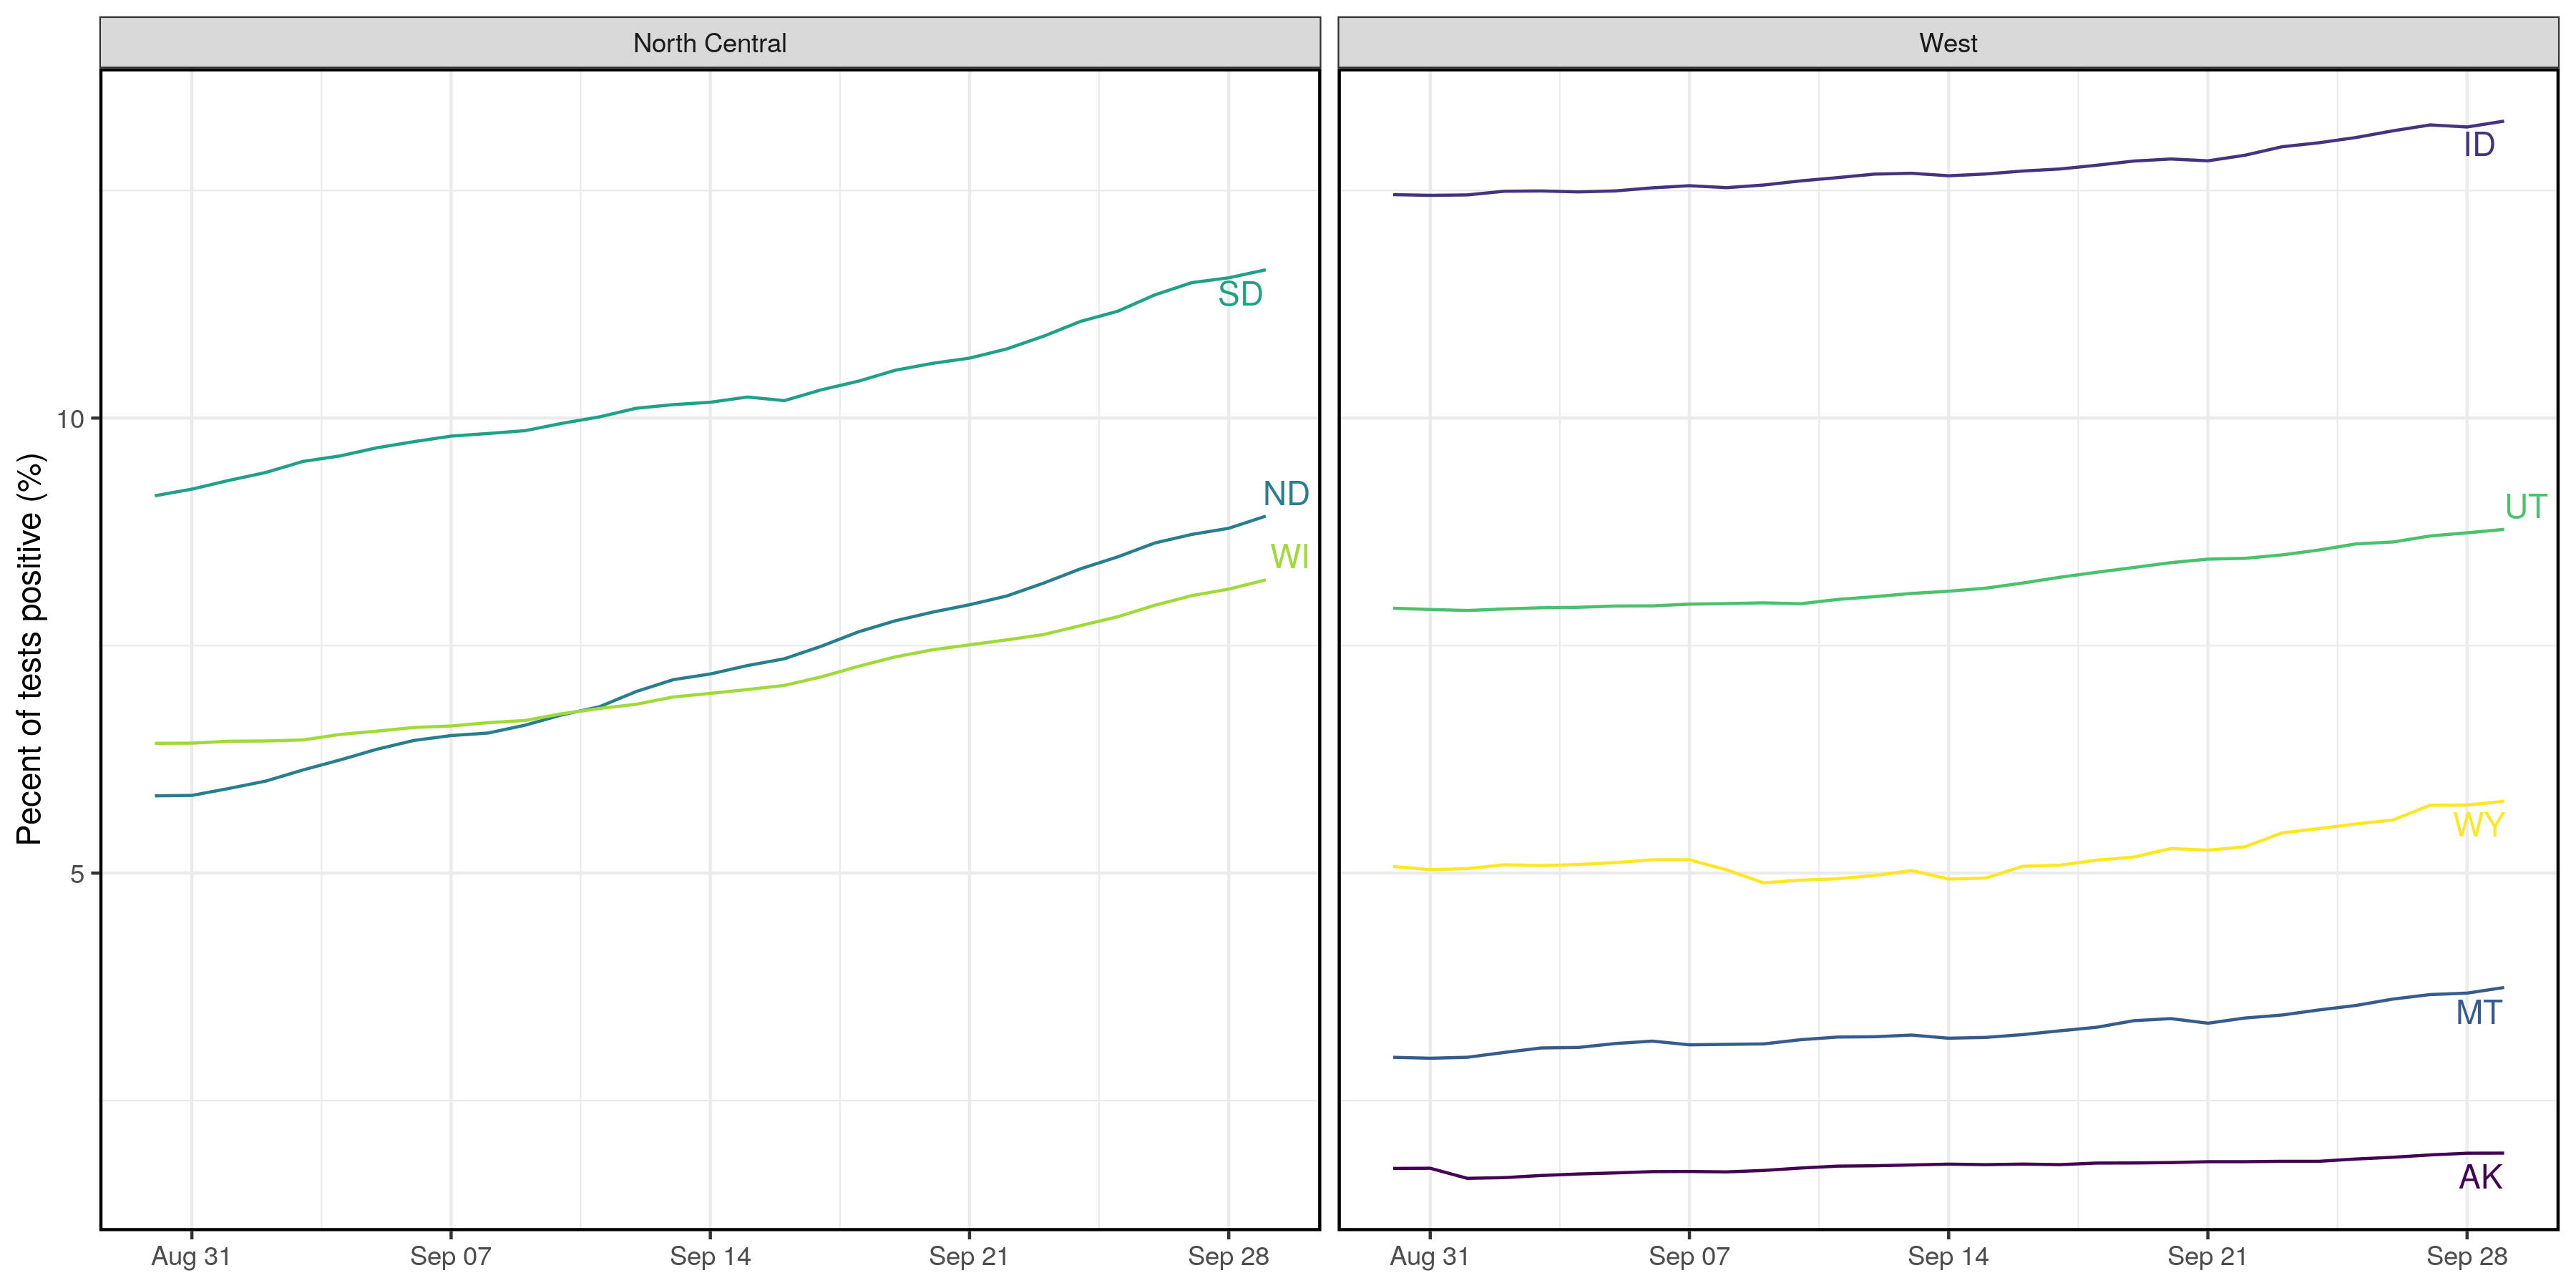 North Central
West
Pecent of tests positive (%)
10
5
SD
ND
WI
ID
UT
WY
MT
AK
Aug 31 Sep 07 Sep 14 Sep 21 Sep 28
Aug 31 Sep 07 Sep 14 Sep 21 Sep 28